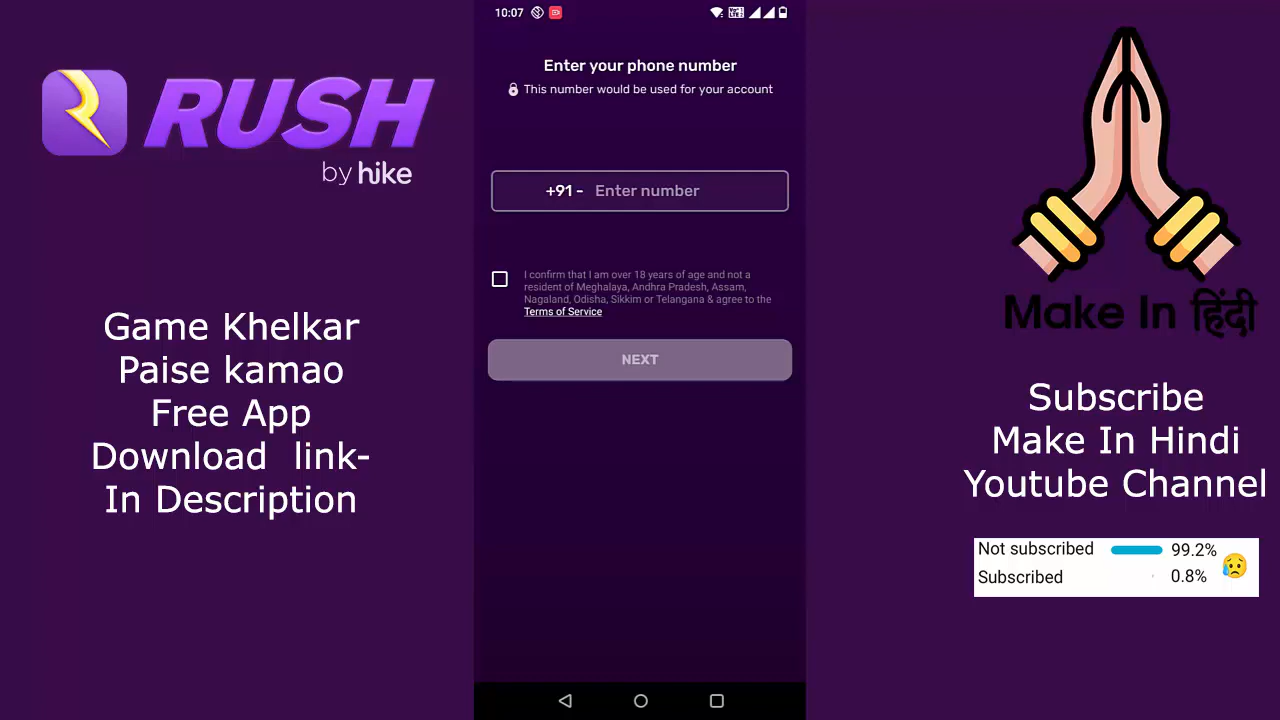 RUSH
by hike
Game Khelkar
Paise kamao
Free App
Download link-
In Description
10:07
Enter your phone number
This number would be used for your account
+91 - Enter number
I confirm that I am over 18 years of age and not a
resident of Meghalaya, Andhra Pradesh, Assam,
Nagaland, Odisha, Sikkim or Telangana & agree to the
Terms of Service
NEXT
Make In हिंदी
Subscribe
Make In Hindi
Youtube Channel
Not subscribed 99.2%
Subscribed 0.8%